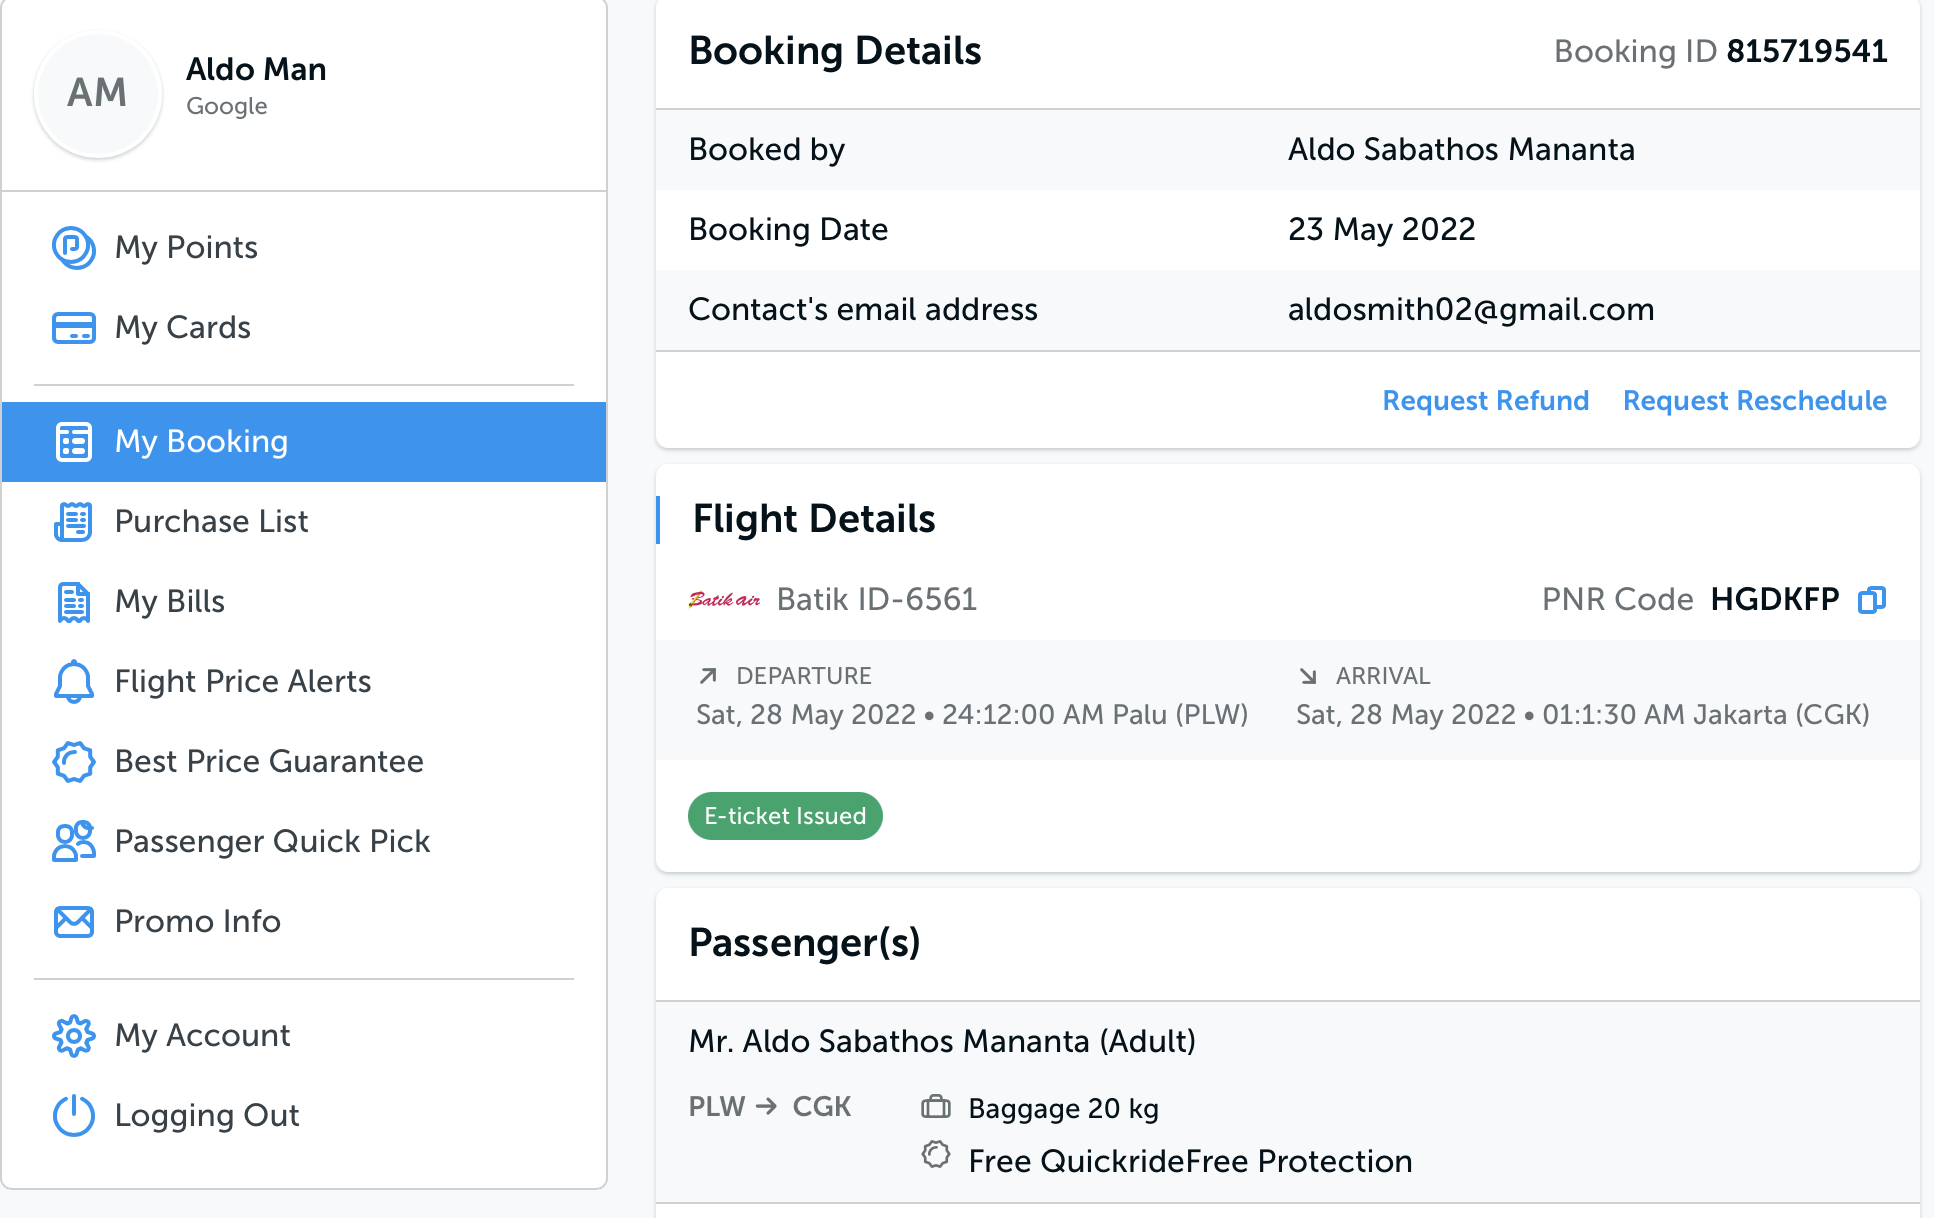 AM
Aldo Man
Google
My Points
My Cards
My Booking
Purchase List
My Bills
Flight Price Alerts
Best Price Guarantee
Passenger Quick Pick
Promo Info
My Account
Logging Out
Booking Details
Booking ID 815719541
Booked by Aldo Sabathos Mananta
Booking Date 23 May 2022
Contact's email address aldosmith02@gmail.com
Request Refund Request Reschedule
Flight Details
Batik air Batik ID-6561 PNR Code HGDKFP
DEPARTURE
Sat, 28 May 2022 • 24:12:00 AM Palu (PLW)
ARRIVAL
Sat, 28 May 2022 • 01:1:30 AM Jakarta (CGK)
E-ticket Issued
Passenger(s)
Mr. Aldo Sabathos Mananta (Adult)
PLW → CGK Baggage 20 kg
Free QuickrideFree Protection